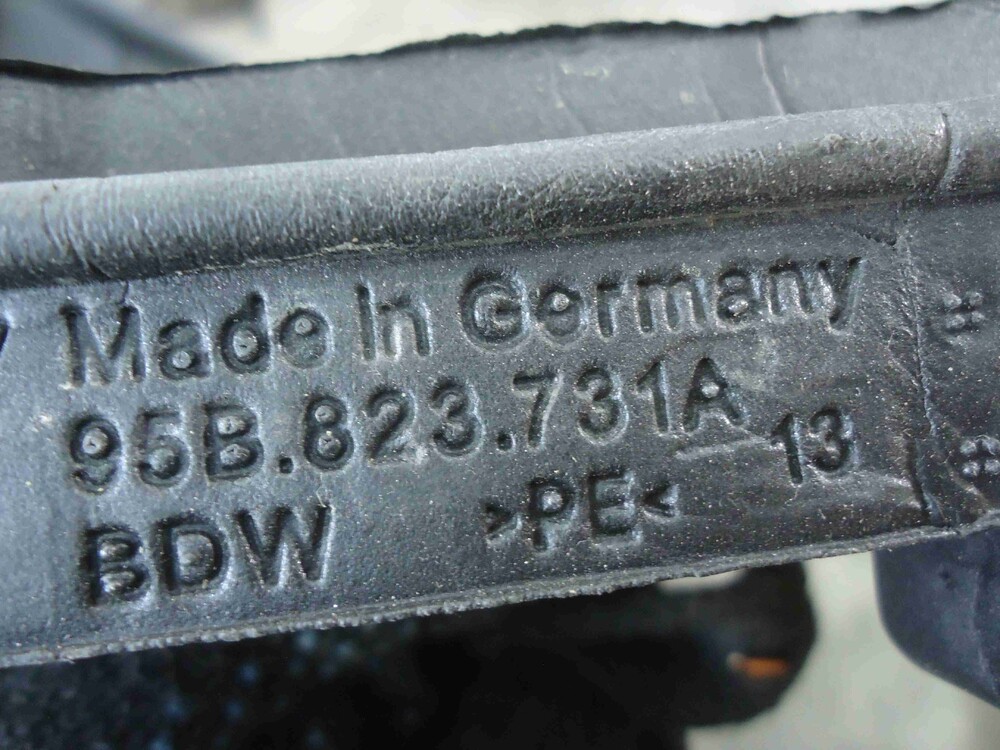 Made In Germany
95B.823.731A 13
BDW >PE<